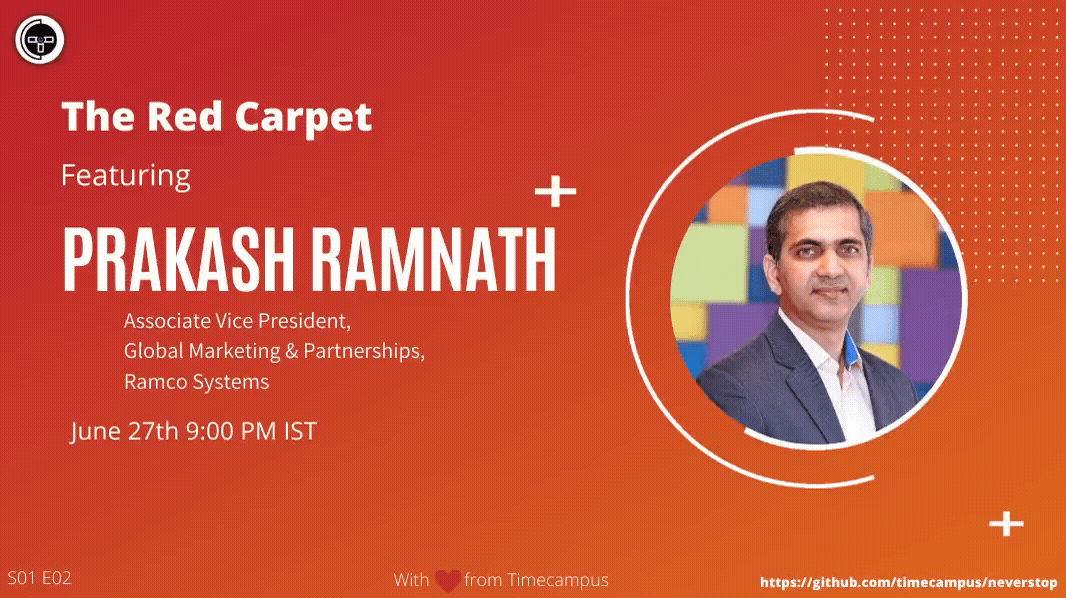 The Red Carpet
Featuring
PRAKASH RAMNATH
Associate Vice President,
Global Marketing & Partnerships,
Ramco Systems
June 27th 9:00 PM IST
S01 E02
With ❤ from Timecampus
https://github.com/timecampus/neverstop